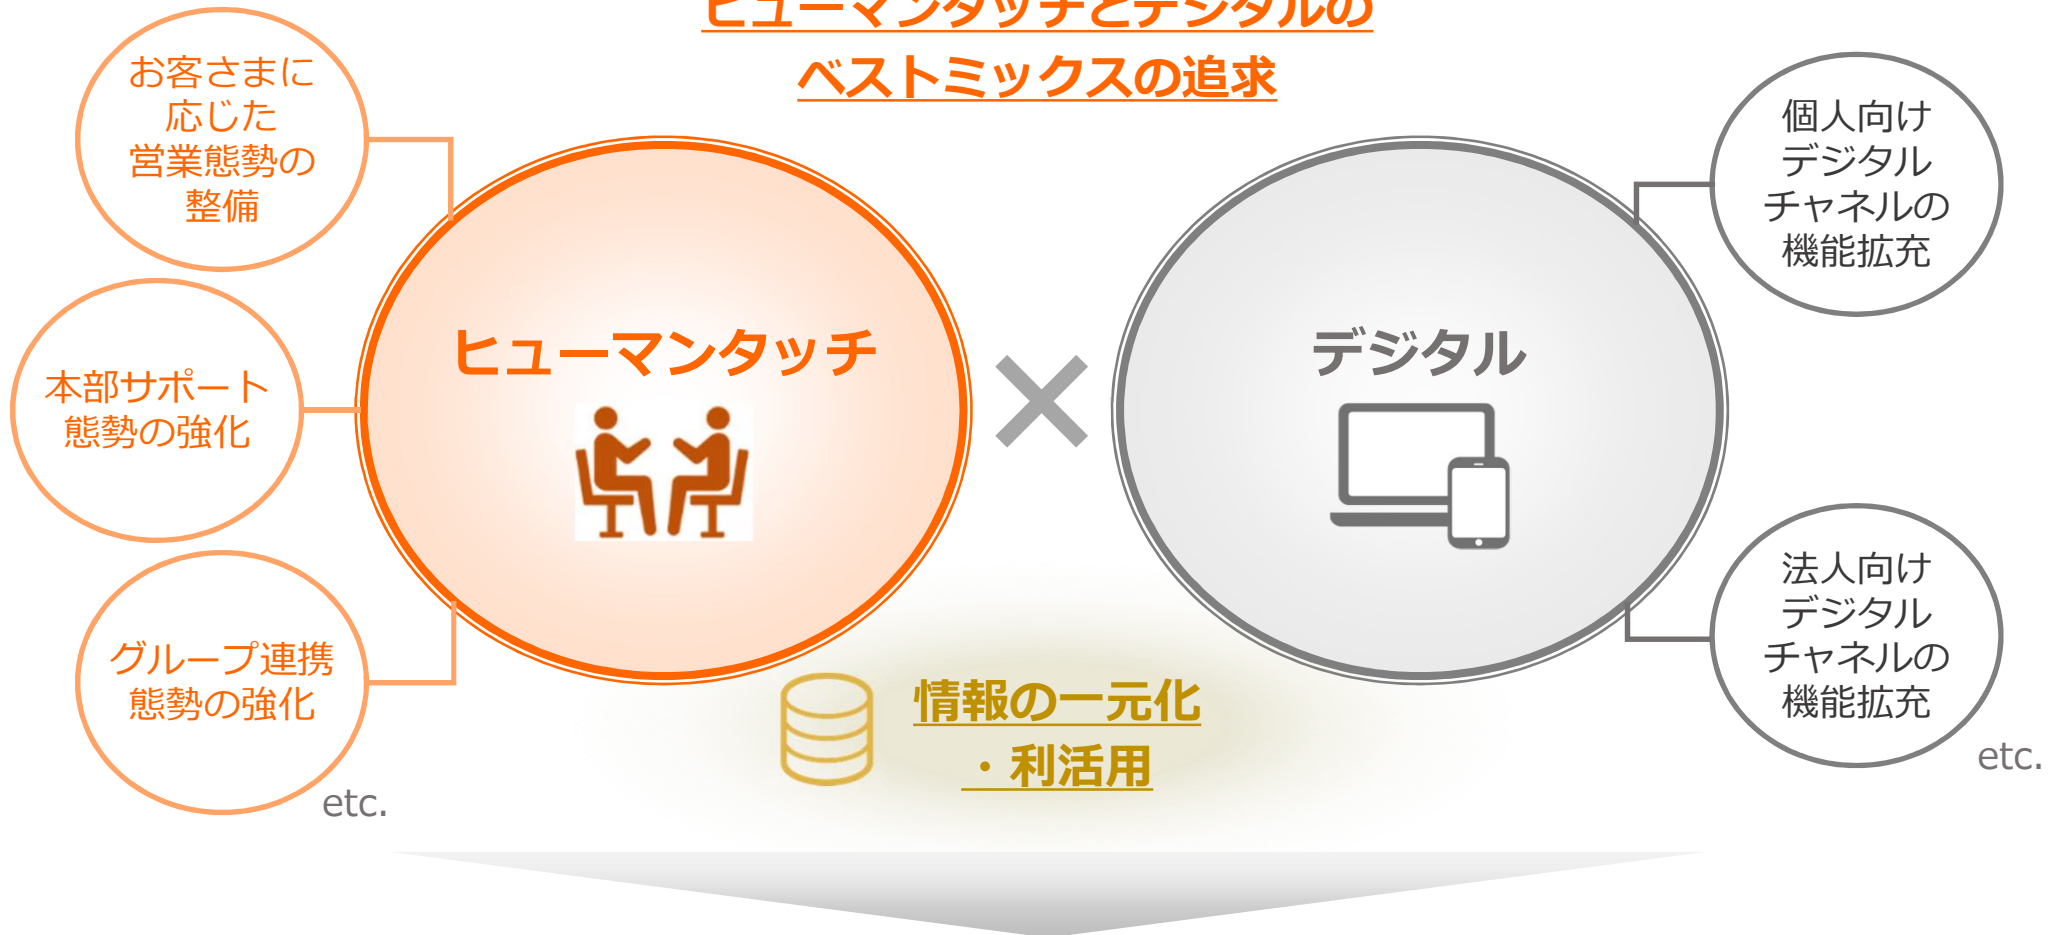 ヒューマンタッチとデジタルの
ベストミックスの追求
お客さまに
応じた
営業態勢の
整備
本部サポート
態勢の強化
グループ連携
態勢の強化
etc.
ヒューマンタッチ
×
デジタル
個人向け
デジタル
チャネルの
機能拡充
法人向け
デジタル
チャネルの
機能拡充
etc.
情報の一元化
・利活用